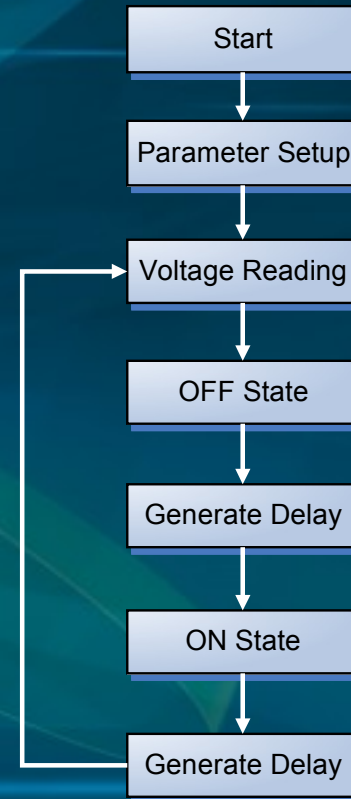 Start
Parameter Setup
Voltage Reading
OFF State
Generate Delay
ON State
Generate Delay